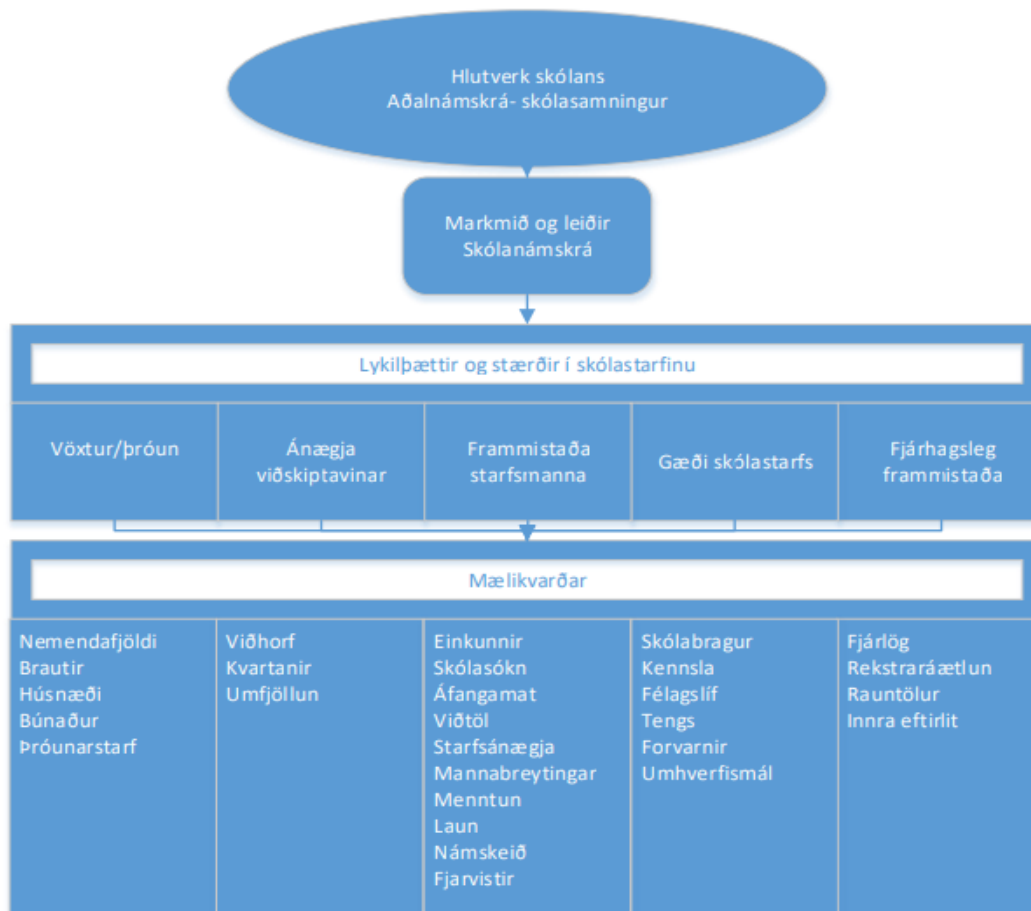 Hlutverk skólans
Aðalnámskrá- skólasamningur
Markmið og leiðir
Skólanámskrá
Lykilþættir og stærðir í skólastarfinu
Vöxtur/þróun
Ánægja
viðskiptavinar
Frammistaða
starfsmanna
Gæði skólastarfs
Fjárhagsleg
frammistaða
Mælikvarðar
Nemendafjöldi
Brautir
Húsnæði
Búnaður
Þróunarstarf
Viðhorf
Kvartanir
Umfjöllun
Einkunnir
Skólasókn
Áfangamat
Viðtöl
Starfsánægja
Mannabreytingar
Menntun
Laun
Námskeið
Fjarvistir
Skólabragur
Kennsla
Félagslíf
Tengs
Forvarnir
Umhverfismál
Fjárlög
Rekstraráætlun
Rauntölur
Innra eftirlit